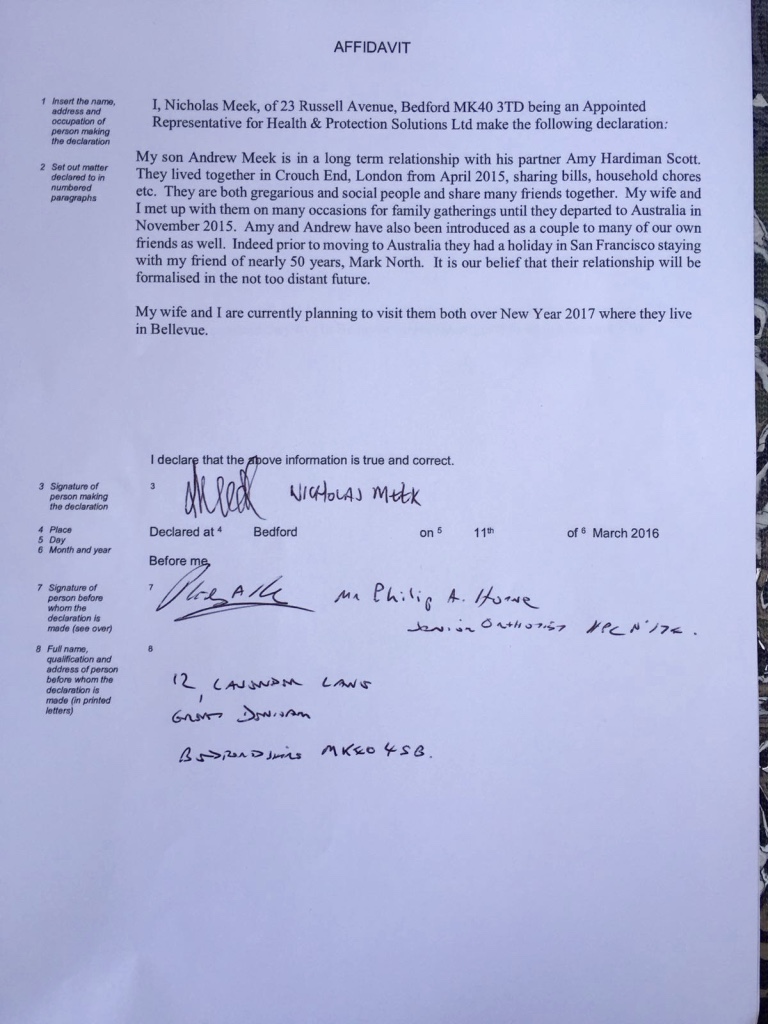 AFFIDAVIT
1 Insert the name,
address and
occupation of
person making
the declaration
I, Nicholas Meek, of 23 Russell Avenue, Bedford MK40 3TD being an Appointed
Representative for Health & Protection Solutions Ltd make the following declaration:
2 Set out matter
declared to in
numbered
paragraphs
My son Andrew Meek is in a long term relationship with his partner Amy Hardiman Scott.
They lived together in Crouch End, London from April 2015, sharing bills, household chores
etc. They are both gregarious and social people and share many friends together. My wife and
I met up with them on many occasions for family gatherings until they departed to Australia in
November 2015. Amy and Andrew have also been introduced as a couple to many of our own
friends as well. Indeed prior to moving to Australia they had a holiday in San Francisco staying
with my friend of nearly 50 years, Mark North. It is our belief that their relationship will be
formalised in the not too distant future.
My wife and I are currently planning to visit them both over New Year 2017 where they live
in Bellevue.
I declare that the above information is true and correct.
3 Signature of
person making
the declaration
3 NICHOLAS MEEK
4 Place
5 Day
6 Month and year
Declared at 4 Bedford on 5 11th of 6 March 2016
Before me,
7 Signature of
person before
whom the
declaration is
made (see over)
7 Mr Philip A. Horne
Senior Orthotist
8 Full name,
qualification and
address of person
before whom the
declaration is
made (in printed
letters)
8
12, LANE
GREAT
BEDFORDSHIRE MK40 4SB.